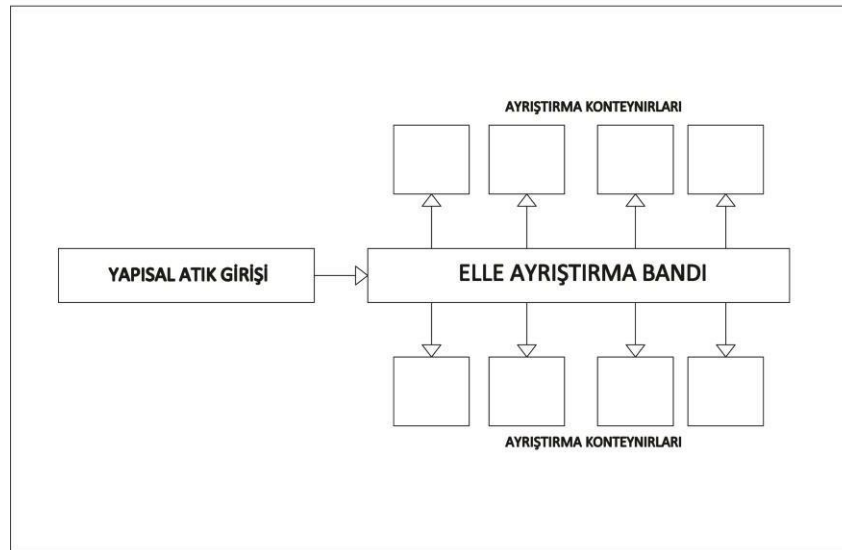 AYRIŞTIRMA KONTEYNIRLARI
YAPISAL ATIK GİRİŞİ
ELLE AYRIŞTIRMA BANDI
AYRIŞTIRMA KONTEYNIRLARI